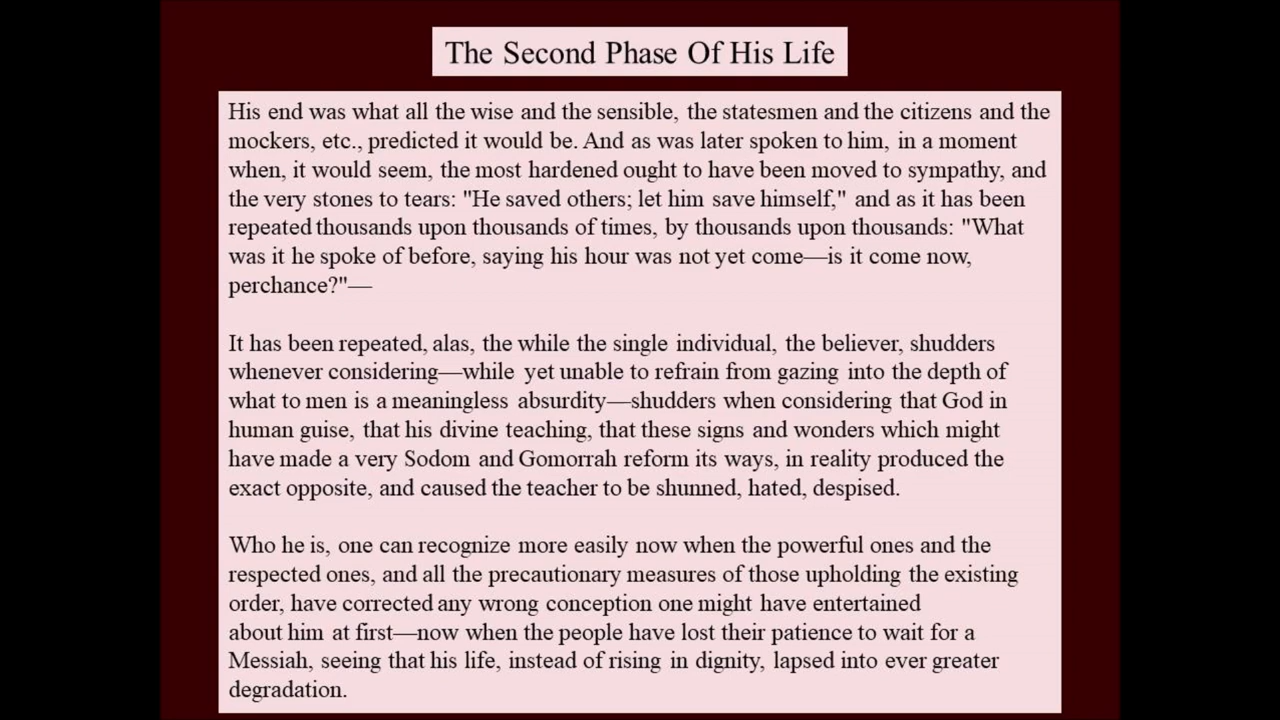 The Second Phase Of His Life
His end was what all the wise and the sensible, the statesmen and the citizens and the
mockers, etc., predicted it would be. And as was later spoken to him, in a moment
when, it would seem, the most hardened ought to have been moved to sympathy, and
the very stones to tears: "He saved others; let him save himself," and as it has been
repeated thousands upon thousands of times, by thousands upon thousands: "What
was it he spoke of before, saying his hour was not yet come—is it come now,
perchance?"—
It has been repeated, alas, the while the single individual, the believer, shudders
whenever considering—while yet unable to refrain from gazing into the depth of
what to men is a meaningless absurdity—shudders when considering that God in
human guise, that his divine teaching, that these signs and wonders which might
have made a very Sodom and Gomorrah reform its ways, in reality produced the
exact opposite, and caused the teacher to be shunned, hated, despised.
Who he is, one can recognize more easily now when the powerful ones and the
respected ones, and all the precautionary measures of those upholding the existing
order, have corrected any wrong conception one might have entertained
about him at first—now when the people have lost their patience to wait for a
Messiah, seeing that his life, instead of rising in dignity, lapsed into ever greater
degradation.